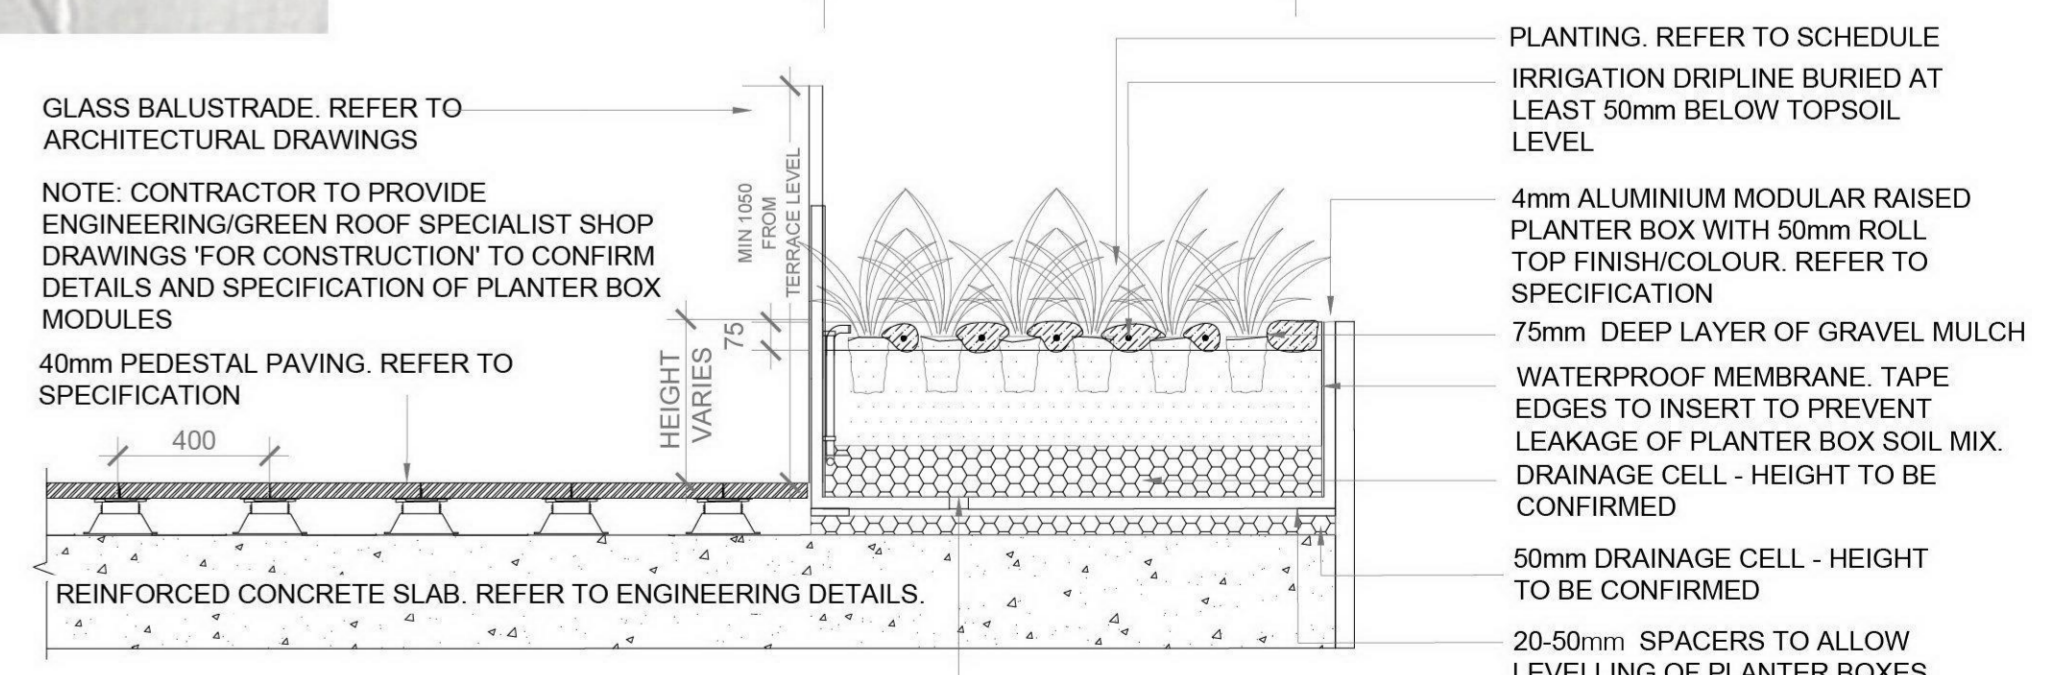 GLASS BALUSTRADE. REFER TO
ARCHITECTURAL DRAWINGS
NOTE: CONTRACTOR TO PROVIDE
ENGINEERING/GREEN ROOF SPECIALIST SHOP
DRAWINGS 'FOR CONSTRUCTION' TO CONFIRM
DETAILS AND SPECIFICATION OF PLANTER BOX
MODULES
40mm PEDESTAL PAVING. REFER TO
SPECIFICATION
400
HEIGHT
VARIES
75
MIN 1050
FROM
TERRACE LEVEL
REINFORCED CONCRETE SLAB. REFER TO ENGINEERING DETAILS.
PLANTING. REFER TO SCHEDULE
IRRIGATION DRIPLINE BURIED AT
LEAST 50mm BELOW TOPSOIL
LEVEL
4mm ALUMINIUM MODULAR RAISED
PLANTER BOX WITH 50mm ROLL
TOP FINISH/COLOUR. REFER TO
SPECIFICATION
75mm DEEP LAYER OF GRAVEL MULCH
WATERPROOF MEMBRANE. TAPE
EDGES TO INSERT TO PREVENT
LEAKAGE OF PLANTER BOX SOIL MIX.
DRAINAGE CELL - HEIGHT TO BE
CONFIRMED
50mm DRAINAGE CELL - HEIGHT
TO BE CONFIRMED
20-50mm SPACERS TO ALLOW
LEVELLING OF PLANTER BOXES